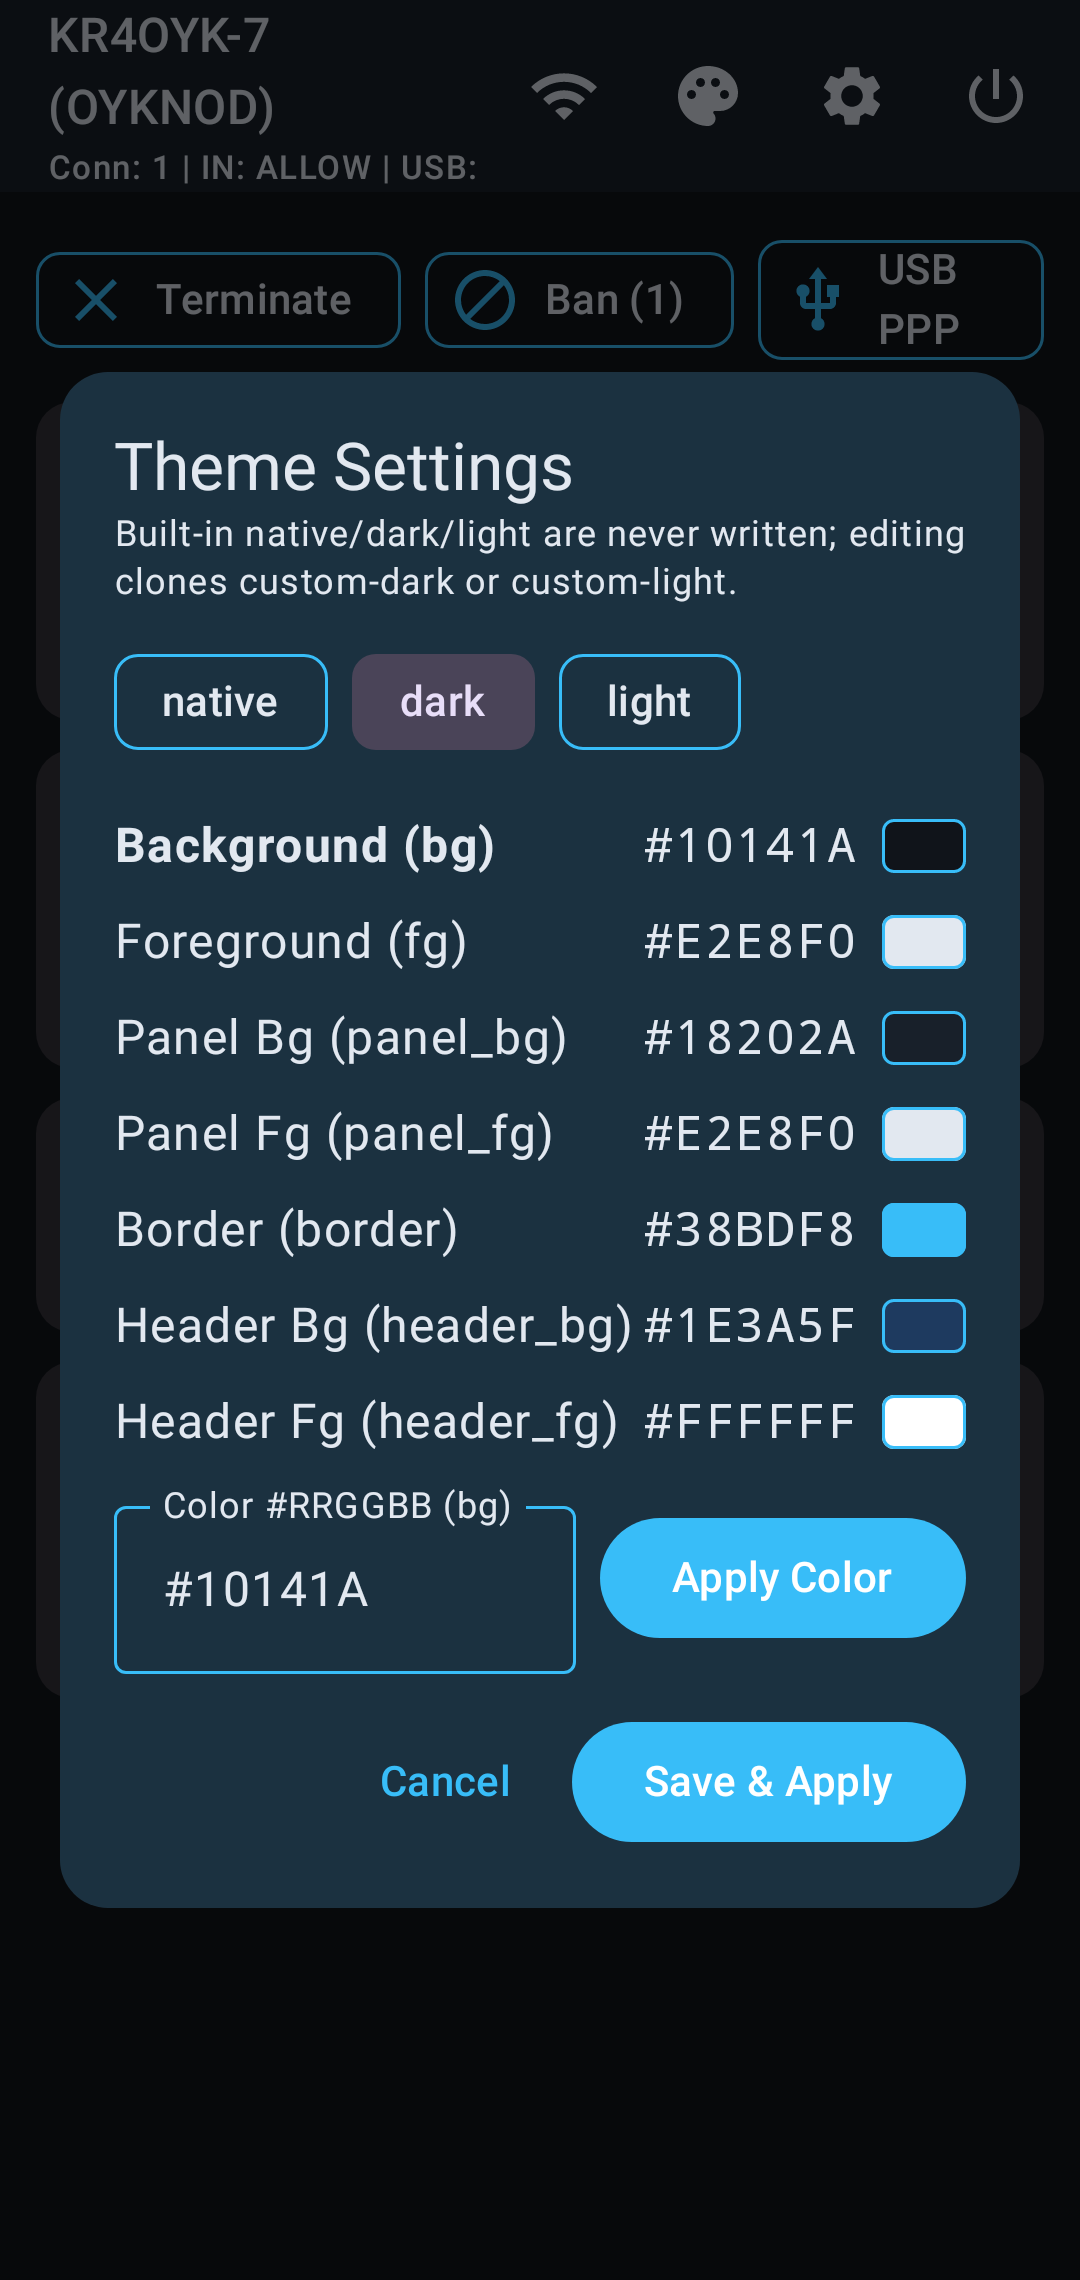 KR4OYK-7
(OYKNOD)
Conn: 1 | IN: ALLOW | USB:
Terminate
Ban (1)
USB
PPP
Theme Settings
Built-in native/dark/light are never written; editing
clones custom-dark or custom-light.
native
dark
light
Background (bg) #10141A
Foreground (fg) #E2E8F0
Panel Bg (panel_bg) #18202A
Panel Fg (panel_fg) #E2E8F0
Border (border) #38BDF8
Header Bg (header_bg) #1E3A5F
Header Fg (header_fg) #FFFFFF
Color #RRGGBB (bg)
#10141A
Apply Color
Cancel
Save & Apply